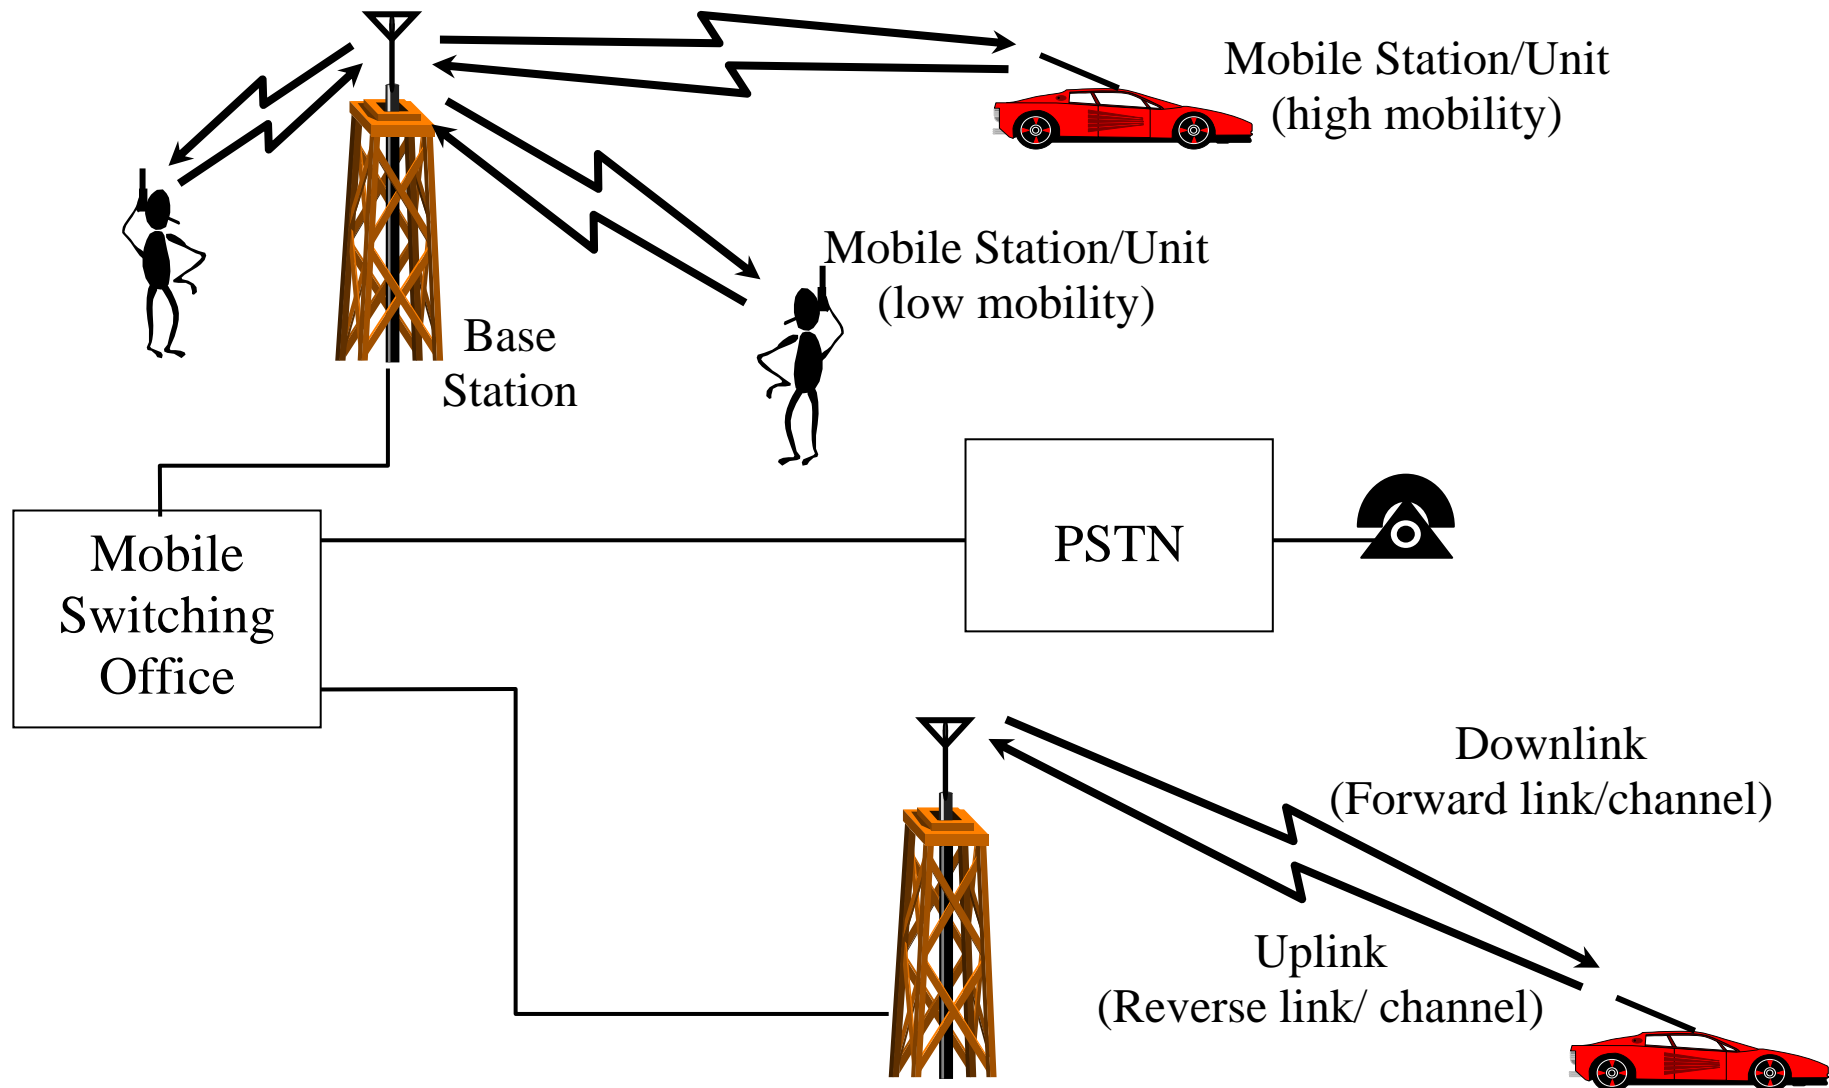 Mobile Station/Unit
(high mobility)
Mobile Station/Unit
(low mobility)
Base
Station
Mobile
Switching
Office
PSTN
Downlink
(Forward link/channel)
Uplink
(Reverse link/ channel)